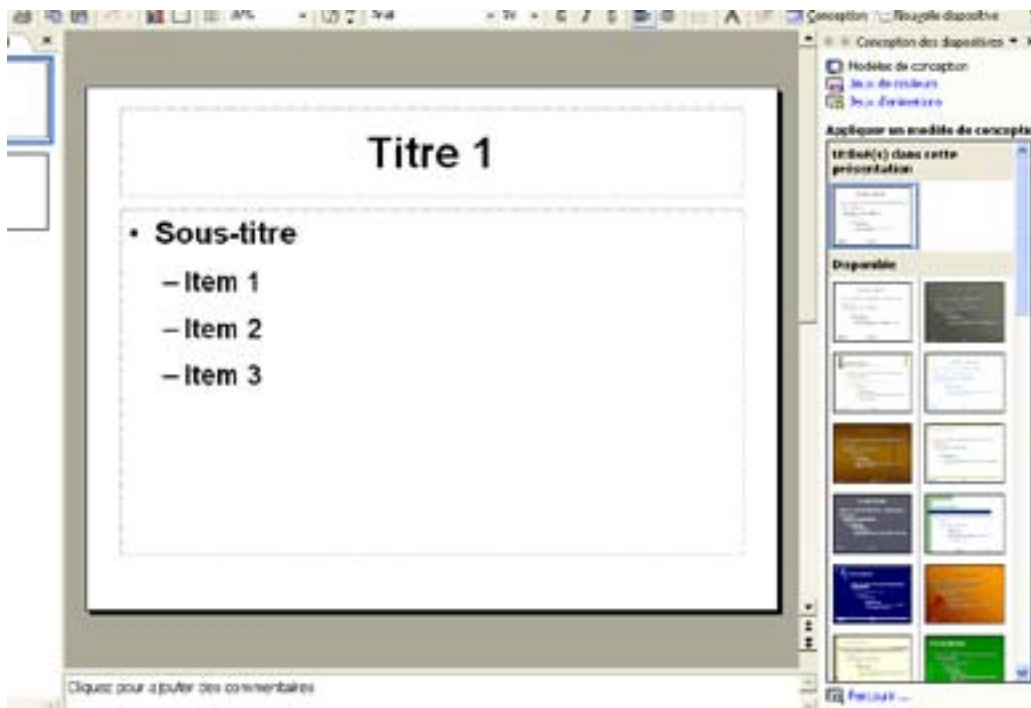 Arial
G I S
Conception
Nouvelle diapositive
Titre 1
Sous-titre
– Item 1
– Item 2
– Item 3
Cliquez pour ajouter des commentaires
Conception des diapositives
Modèles de conception
Jeux de couleurs
Jeux d'animations
Appliquer un modèle de concepti
Utilisé(s) dans cette
présentation
Disponible
Parcourir...